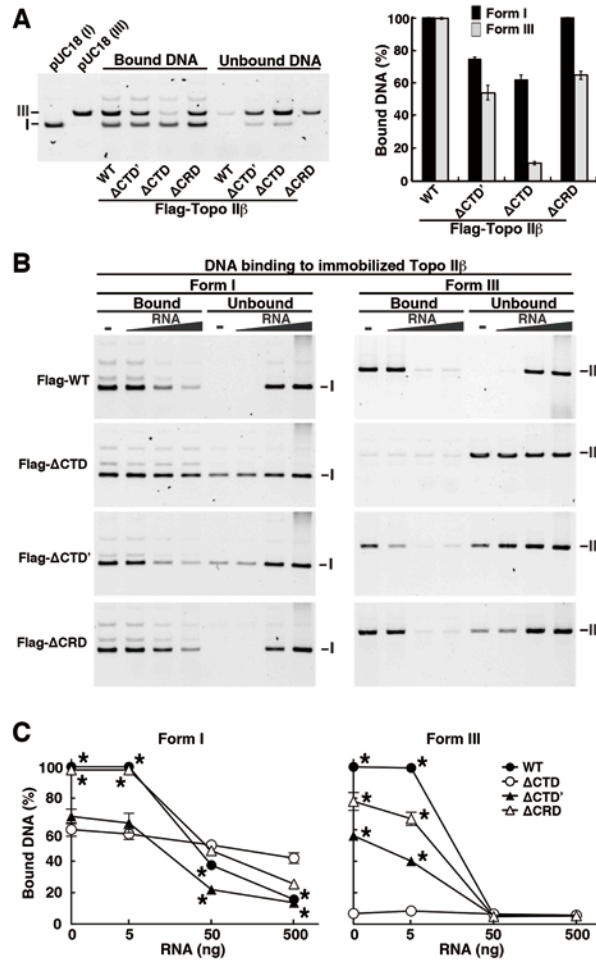 A
pUC18 (I)
pUC18 (III)
Bound DNA
Unbound DNA
III
I
WT
ΔCTD'
ΔCTD
ΔCRD
WT
ΔCTD'
ΔCTD
ΔCRD
Flag-Topo IIβ
Bound DNA (%)
100
80
60
40
20
0
Form I
Form III
WT
ΔCTD'
ΔCTD
ΔCRD
Flag-Topo IIβ
B
DNA binding to immobilized Topo IIβ
Form I
Form III
Bound
Unbound
Bound
Unbound
– RNA
– RNA
– RNA
– RNA
Flag-WT
–I
–II
Flag-ΔCTD
–I
–II
Flag-ΔCTD'
–I
–II
Flag-ΔCRD
–I
–II
C
Form I
Form III
Bound DNA (%)
100
80
60
40
20
0
* * * * * * * *
* * * * * *
WT
ΔCTD
ΔCTD'
ΔCRD
0 5 50 500
RNA (ng)
0 5 50 500
RNA (ng)